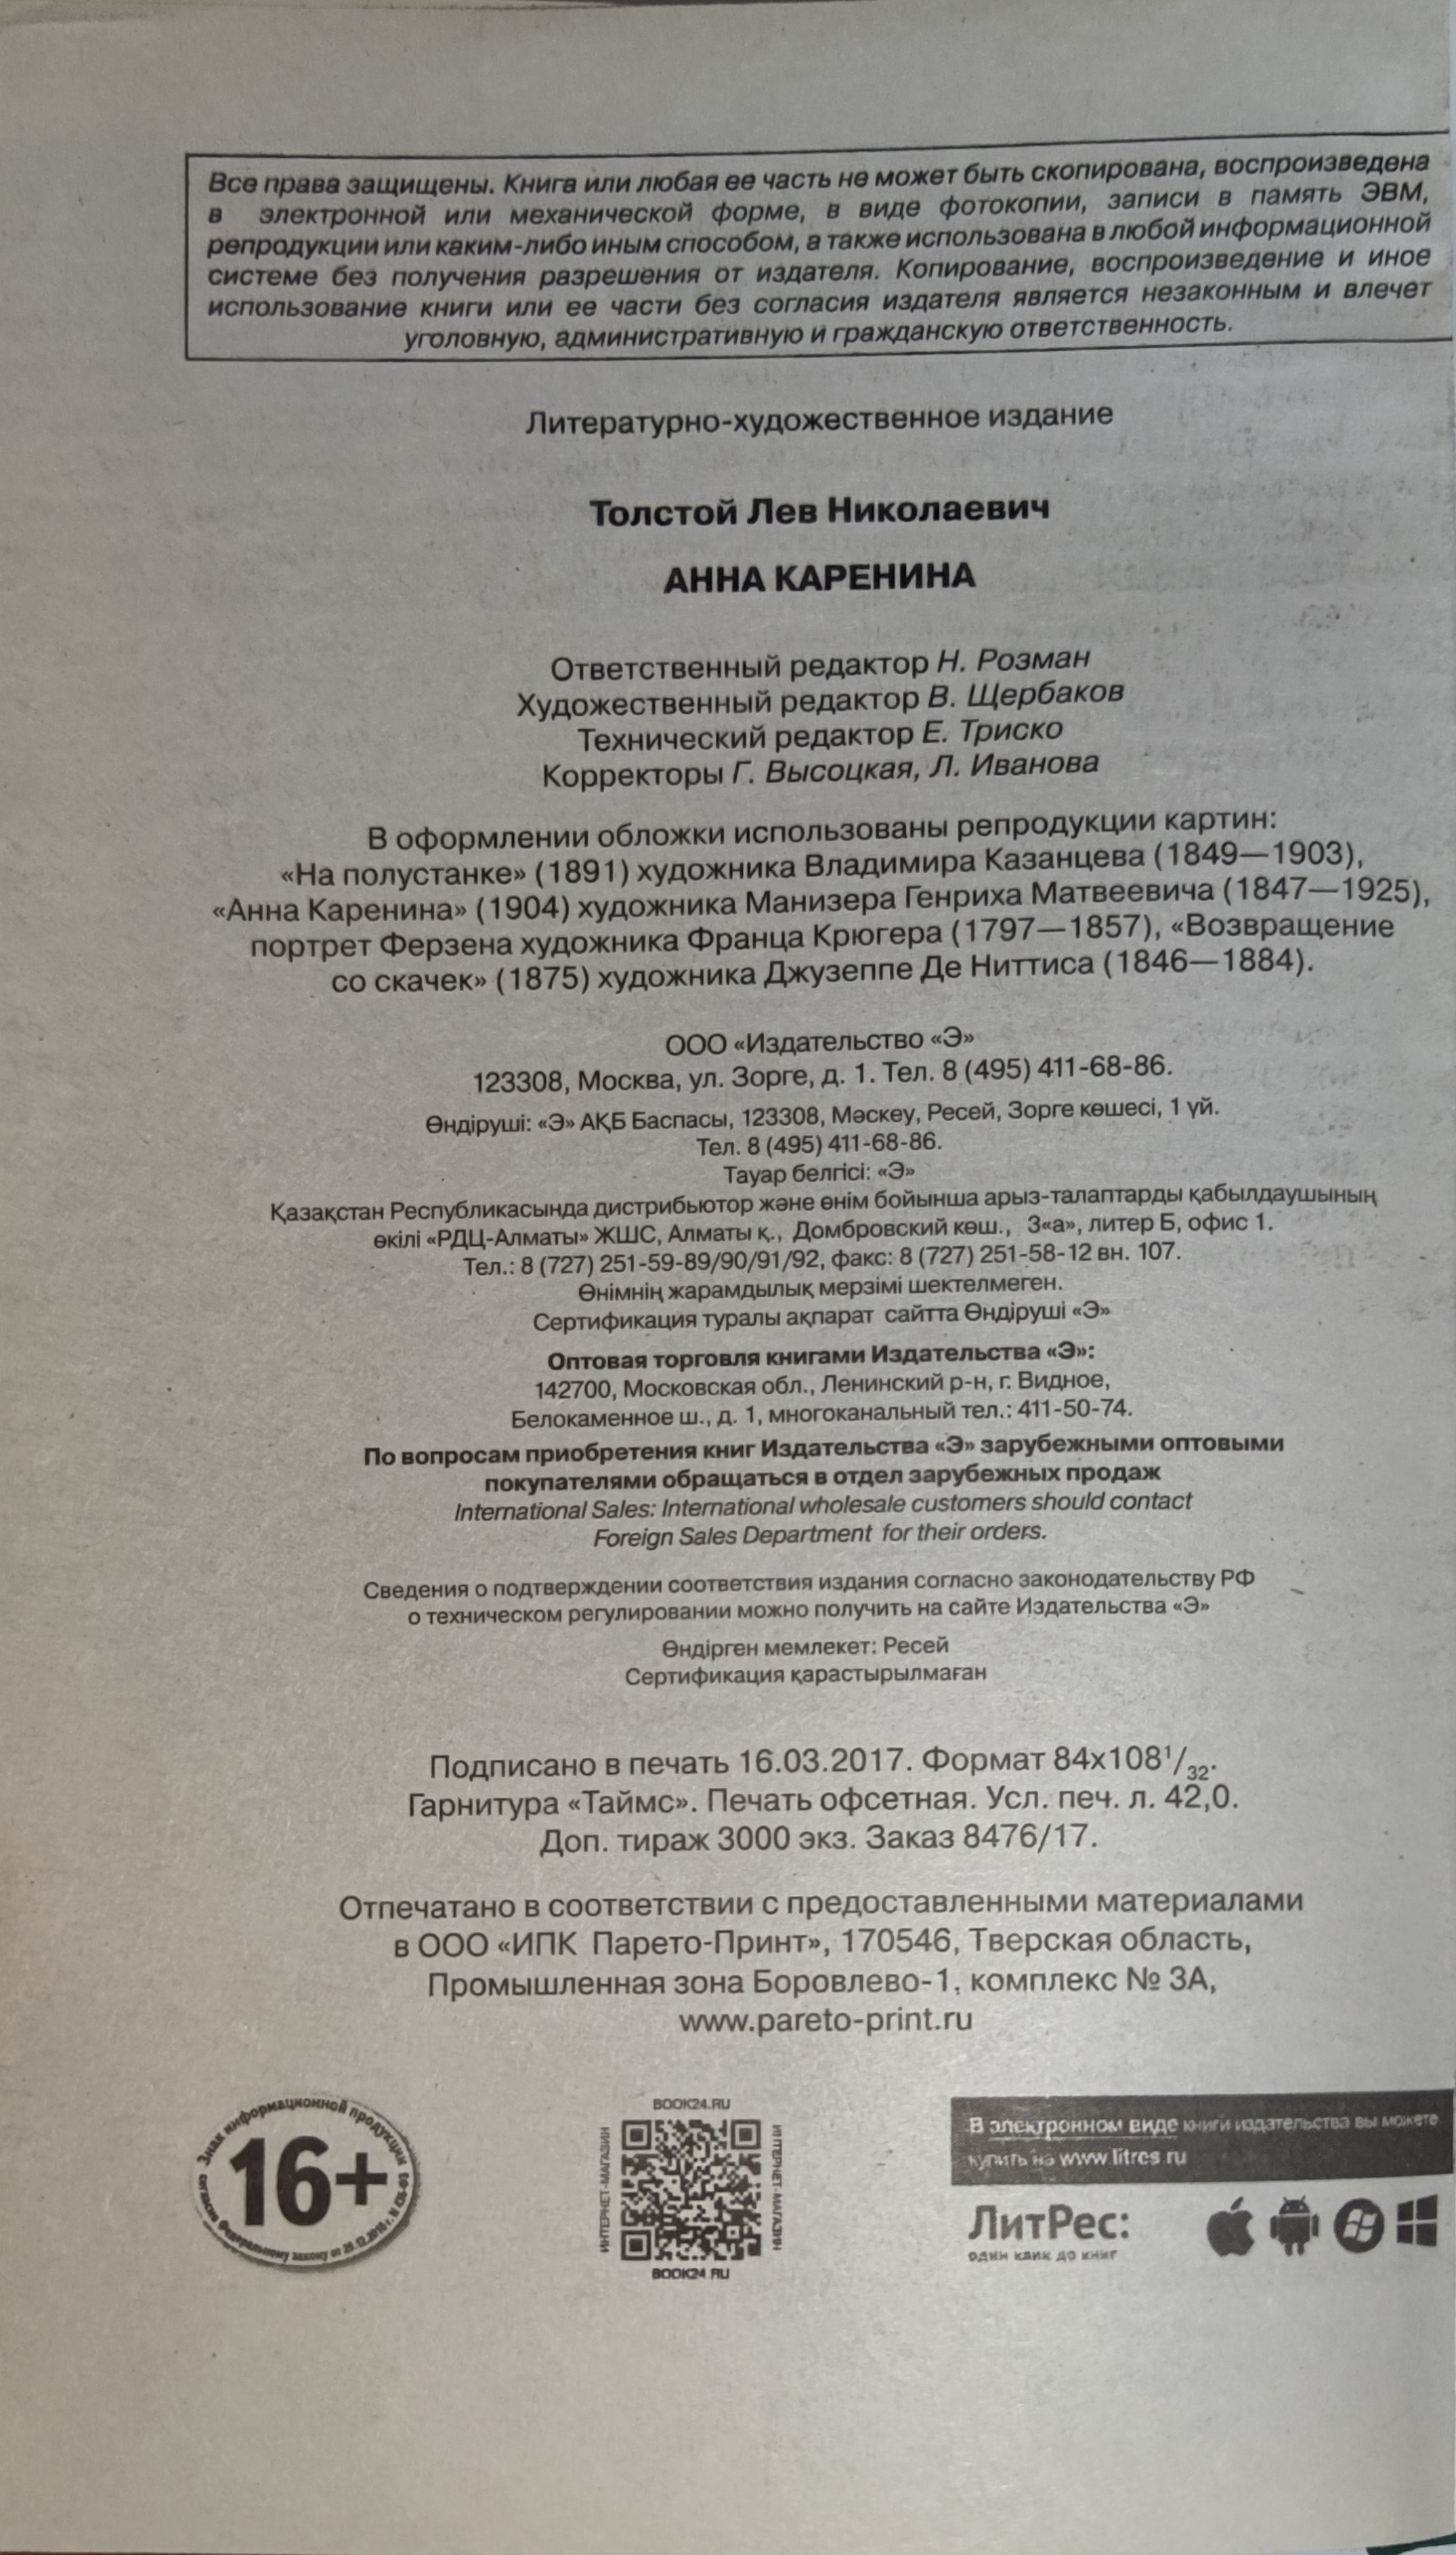 Все права защищены. Книга или любая ее часть не может быть скопирована, воспроизведена
в электронной или механической форме, в виде фотокопии, записи в память ЭВМ,
репродукции или каким-либо иным способом, а также использована в любой информационной
системе без получения разрешения от издателя. Копирование, воспроизведение и иное
использование книги или ее части без согласия издателя является незаконным и влечет
уголовную, административную и гражданскую ответственность.
Литературно-художественное издание
Толстой Лев Николаевич
АННА КАРЕНИНА
Ответственный редактор Н. Розман
Художественный редактор В. Щербаков
Технический редактор Е. Триско
Корректоры Г. Высоцкая, Л. Иванова
В оформлении обложки использованы репродукции картин:
«На полустанке» (1891) художника Владимира Казанцева (1849—1903),
«Анна Каренина» (1904) художника Манизера Генриха Матвеевича (1847—1925),
портрет Ферзена художника Франца Крюгера (1797—1857), «Возвращение
со скачек» (1875) художника Джузеппе Де Ниттиса (1846—1884).
ООО «Издательство «Э»
123308, Москва, ул. Зорге, д. 1. Тел. 8 (495) 411-68-86.
Өндіруші: «Э» АҚБ Баспасы, 123308, Мәскеу, Ресей, Зорге көшесі, 1 үй.
Тел. 8 (495) 411-68-86.
Тауар белгісі: «Э»
Қазақстан Республикасында дистрибьютор және өнім бойынша арыз-талаптарды қабылдаушының
өкілі «РДЦ-Алматы» ЖШС, Алматы қ., Домбровский көш., 3«а», литер Б, офис 1.
Тел.: 8 (727) 251-59-89/90/91/92, факс: 8 (727) 251-58-12 вн. 107.
Өнімнің жарамдылық мерзімі шектелмеген.
Сертификация туралы ақпарат сайтта Өндіруші «Э»
Оптовая торговля книгами Издательства «Э»:
142700, Московская обл., Ленинский р-н, г. Видное,
Белокаменное ш., д. 1, многоканальный тел.: 411-50-74.
По вопросам приобретения книг Издательства «Э» зарубежными оптовыми
покупателями обращаться в отдел зарубежных продаж
International Sales: International wholesale customers should contact
Foreign Sales Department for their orders.
Сведения о подтверждении соответствия издания согласно законодательству РФ
о техническом регулировании можно получить на сайте Издательства «Э»
Өндірген мемлекет: Ресей
Сертификация қарастырылмаған
Подписано в печать 16.03.2017. Формат 84x108¹/₃₂.
Гарнитура «Таймс». Печать офсетная. Усл. печ. л. 42,0.
Доп. тираж 3000 экз. Заказ 8476/17.
Отпечатано в соответствии с предоставленными материалами
в ООО «ИПК Парето-Принт», 170546, Тверская область,
Промышленная зона Боровлево-1, комплекс № 3А,
www.pareto-print.ru
Знак информационной продукции
16+
согласно Федеральному закону от 29.12.2010 г. N 436-ФЗ
BOOK24.RU
ИНТЕРНЕТ-МАГАЗИН
ИНТЕРНЕТ-МАГАЗИН
BOOK24.RU
В электронном виде книги издательства вы можете
купить на www.litres.ru
ЛитРес:
один клик до книг